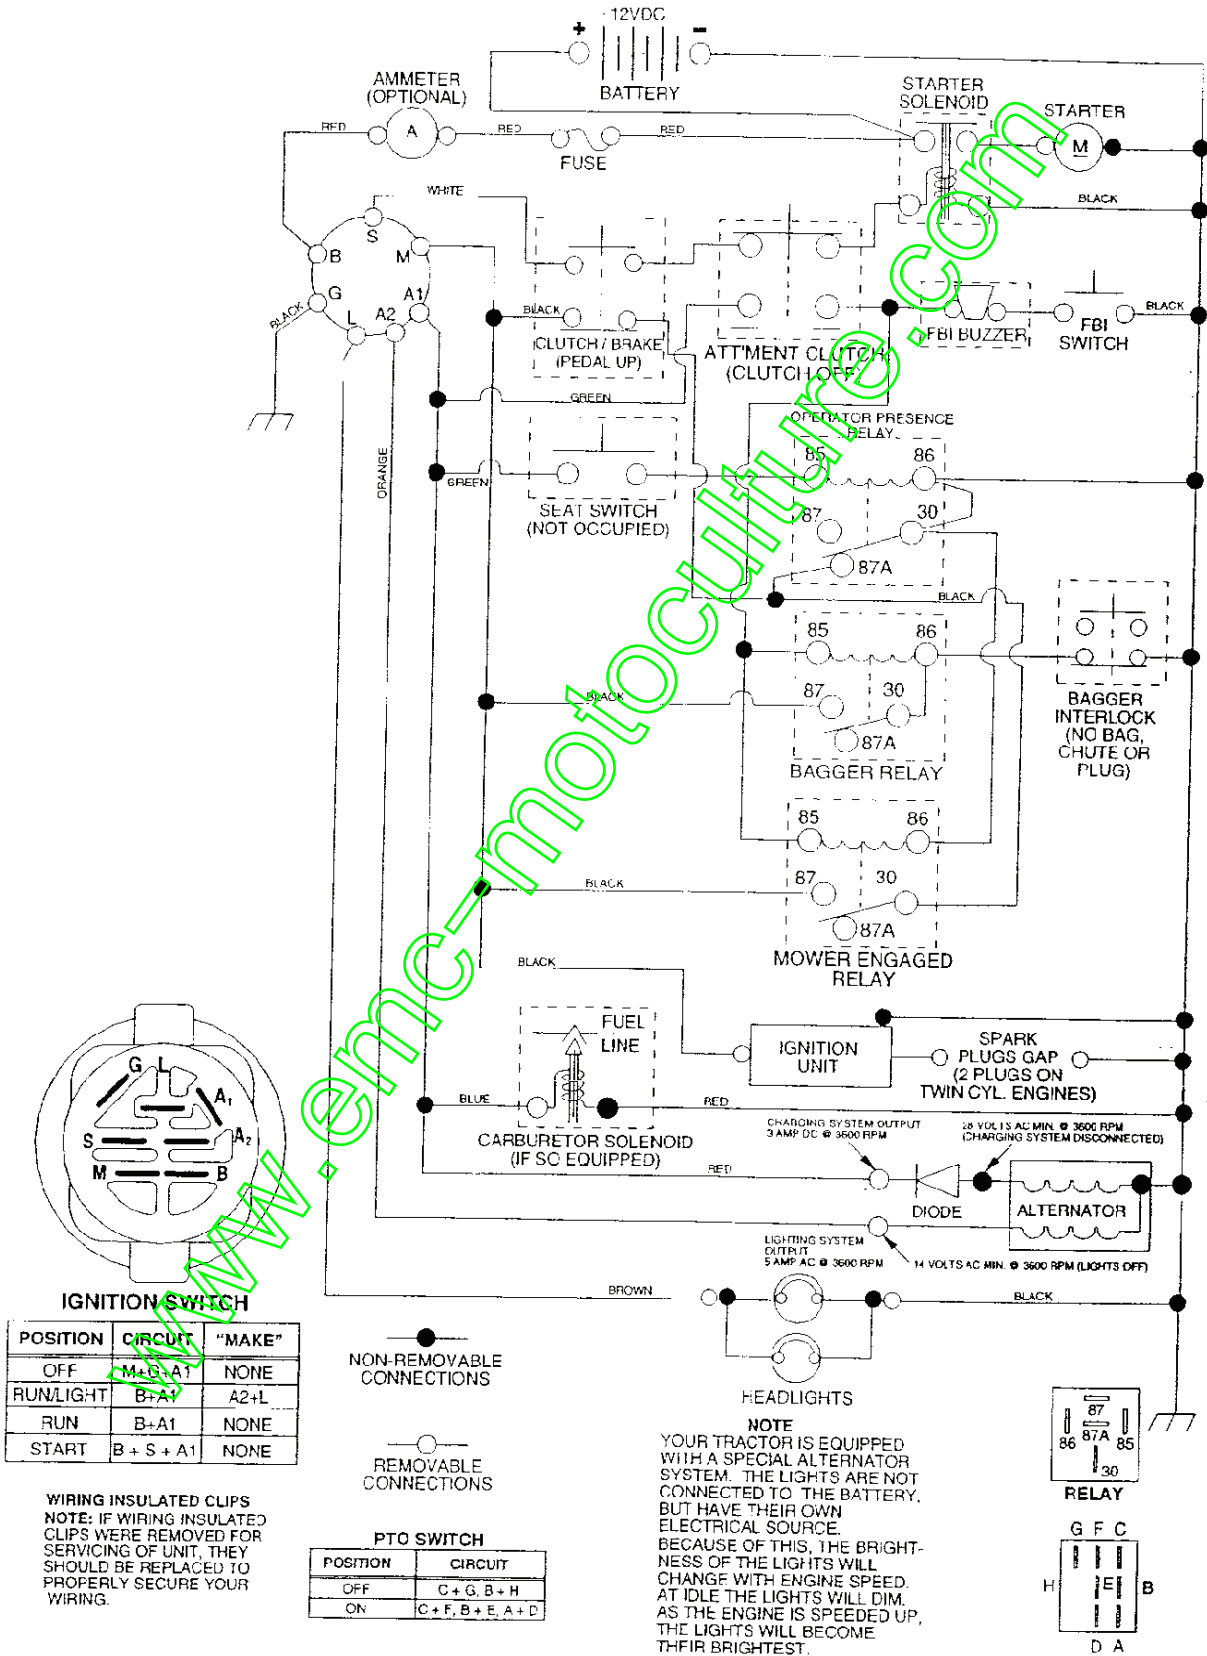 12VDC
+ -
BATTERY
AMMETER
(OPTIONAL)
A
RED
RED
FUSE
RED
STARTER
SOLENOID
STARTER
M
BLACK
WHITE
S
B
M
G
A1
L
A2
BLACK
BLACK
CLUTCH / BRAKE
(PEDAL UP)
ATT'MENT CLUTCH
(CLUTCH OFF)
FBI BUZZER
FBI
SWITCH
BLACK
GREEN
ORANGE
GREEN
SEAT SWITCH
(NOT OCCUPIED)
OPERATOR PRESENCE
RELAY
85
86
87
30
87A
BLACK
85
86
BLACK
87
30
87A
BAGGER RELAY
BAGGER
INTERLOCK
(NO BAG,
CHUTE OR
PLUG)
85
86
BLACK
87
30
87A
MOWER ENGAGED
RELAY
BLACK
FUEL
LINE
IGNITION
UNIT
SPARK
PLUGS GAP
(2 PLUGS ON
TWIN CYL. ENGINES)
BLUE
RED
CARBURETOR SOLENOID
(IF SO EQUIPPED)
CHARGING SYSTEM OUTPUT
3 AMP DC @ 3600 RPM
28 VOLTS AC MIN. @ 3600 RPM
(CHARGING SYSTEM DISCONNECTED)
RED
DIODE
ALTERNATOR
LIGHTING SYSTEM
OUTPUT
5 AMP AC @ 3600 RPM
14 VOLTS AC MIN. @ 3600 RPM (LIGHTS OFF)
BROWN
BLACK
HEADLIGHTS
G L
A1
S
A2
M
B
IGNITION SWITCH
POSITION CIRCUIT "MAKE"
OFF M+G+A1 NONE
RUN/LIGHT B+A1 A2+L
RUN B+A1 NONE
START B + S + A1 NONE
NON-REMOVABLE
CONNECTIONS
REMOVABLE
CONNECTIONS
WIRING INSULATED CLIPS
NOTE: IF WIRING INSULATED
CLIPS WERE REMOVED FOR
SERVICING OF UNIT, THEY
SHOULD BE REPLACED TO
PROPERLY SECURE YOUR
WIRING.
PTO SWITCH
POSITION CIRCUIT
OFF C + G, B + H
ON C + F, B + E, A + D
NOTE
YOUR TRACTOR IS EQUIPPED
WITH A SPECIAL ALTERNATOR
SYSTEM. THE LIGHTS ARE NOT
CONNECTED TO THE BATTERY,
BUT HAVE THEIR OWN
ELECTRICAL SOURCE.
BECAUSE OF THIS, THE BRIGHT-
NESS OF THE LIGHTS WILL
CHANGE WITH ENGINE SPEED.
AT IDLE THE LIGHTS WILL DIM.
AS THE ENGINE IS SPEEDED UP,
THE LIGHTS WILL BECOME
THEIR BRIGHTEST.
87
86 87A 85
30
RELAY
G F C
H E B
D A
www.emc-motoculture.com